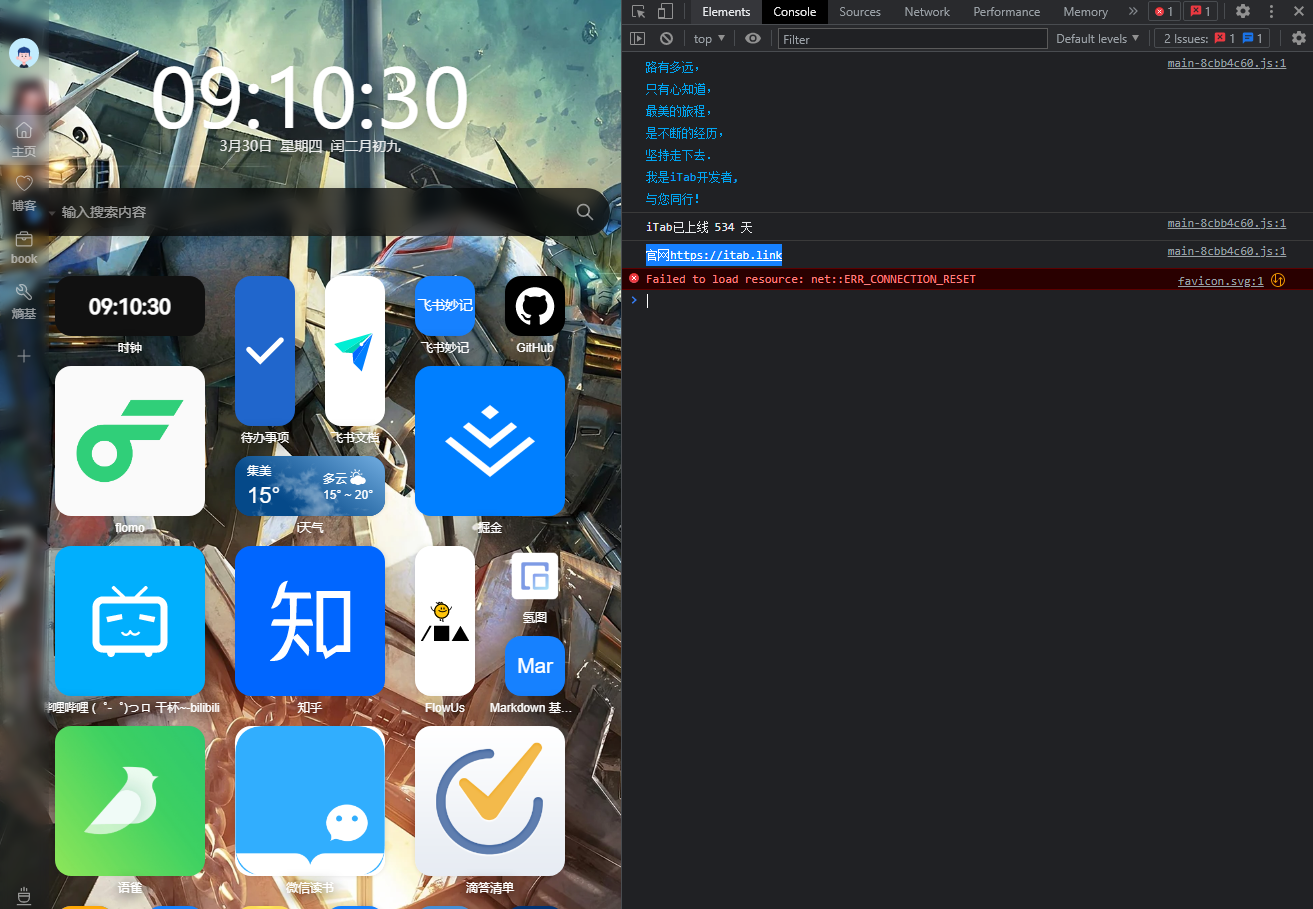 09:10:30
3月30日 星期四 闰二月初九
输入搜索内容
主页
博客
book
熵基
09:10:30
时钟
待办事项
飞书文档
飞书妙记
飞书妙记
GitHub
flomo
集美
15°
多云
15° ~ 20°
i天气
掘金
哔哩哔哩 ( ゜- ゜)つロ 干杯~-bilibili
知
知乎
FlowUs
氢图
Mar
Markdown 基...
语雀
微信读书
滴答清单
Elements Console Sources Network Performance Memory » 1 1
top ▼ Filter Default levels ▼ 2 Issues: 1 1
路有多远， main-8cbb4c60.js:1
只有心知道，
最美的旅程，
是不断的经历，
坚持走下去.
我是iTab开发者,
与您同行!
iTab已上线 534 天 main-8cbb4c60.js:1
官网https://itab.link main-8cbb4c60.js:1
Failed to load resource: net::ERR_CONNECTION_RESET favicon.svg:1